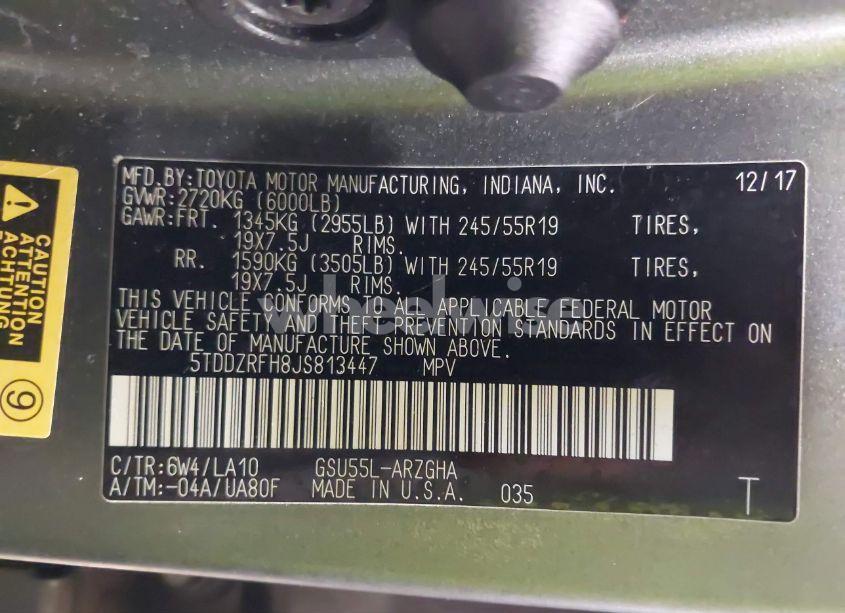 MFD. BY: TOYOTA MOTOR MANUFACTURING, INDIANA, INC. 12/17
GVWR: 2720KG (6000LB)
GAWR: FRT. 1345KG (2955LB) WITH 245/55R19 TIRES,
19X7.5J RIMS.
RR. 1590KG (3505LB) WITH 245/55R19 TIRES,
19X7.5J RIMS.
THIS VEHICLE CONFORMS TO ALL APPLICABLE FEDERAL MOTOR
VEHICLE SAFETY AND THEFT PREVENTION STANDARDS IN EFFECT ON
THE DATE OF MANUFACTURE SHOWN ABOVE.
5TDDZRFH8JS813447 MPV
C/TR: 6W4/LA10 GSU55L-ARZGHA
A/TM: -04A/UA80F MADE IN U.S.A. 035 T
CAUTION
ATTENTION
ACHTUNG
9
wheelwise